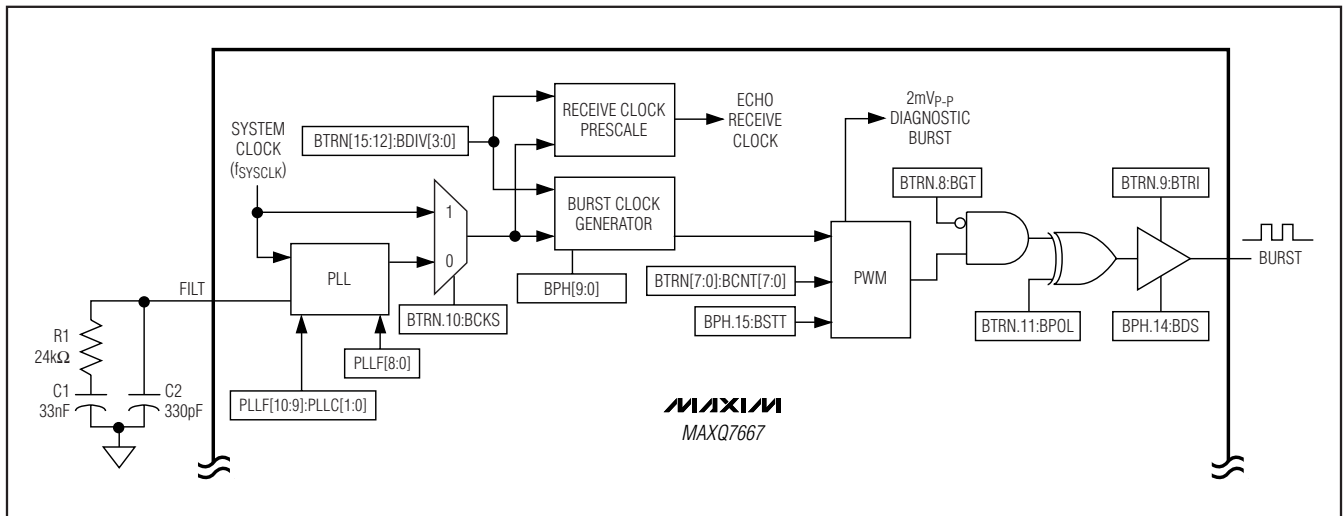 SYSTEM
CLOCK
(fSYSCLK)
BTRN[15:12]:BDIV[3:0]
RECEIVE CLOCK
PRESCALE
ECHO
RECEIVE
CLOCK
2mVP-P
DIAGNOSTIC
BURST
BTRN.8:BGT
BTRN.9:BTRI
1
0
BURST CLOCK
GENERATOR
PLL
PWM
BURST
FILT
BPH[9:0]
BTRN[7:0]:BCNT[7:0]
BTRN.10:BCKS
BPH.15:BSTT
BTRN.11:BPOL
BPH.14:BDS
R1
24kΩ
PLLF[8:0]
C1
33nF
C2
330pF
PLLF[10:9]:PLLC[1:0]
MAXIM
MAXQ7667